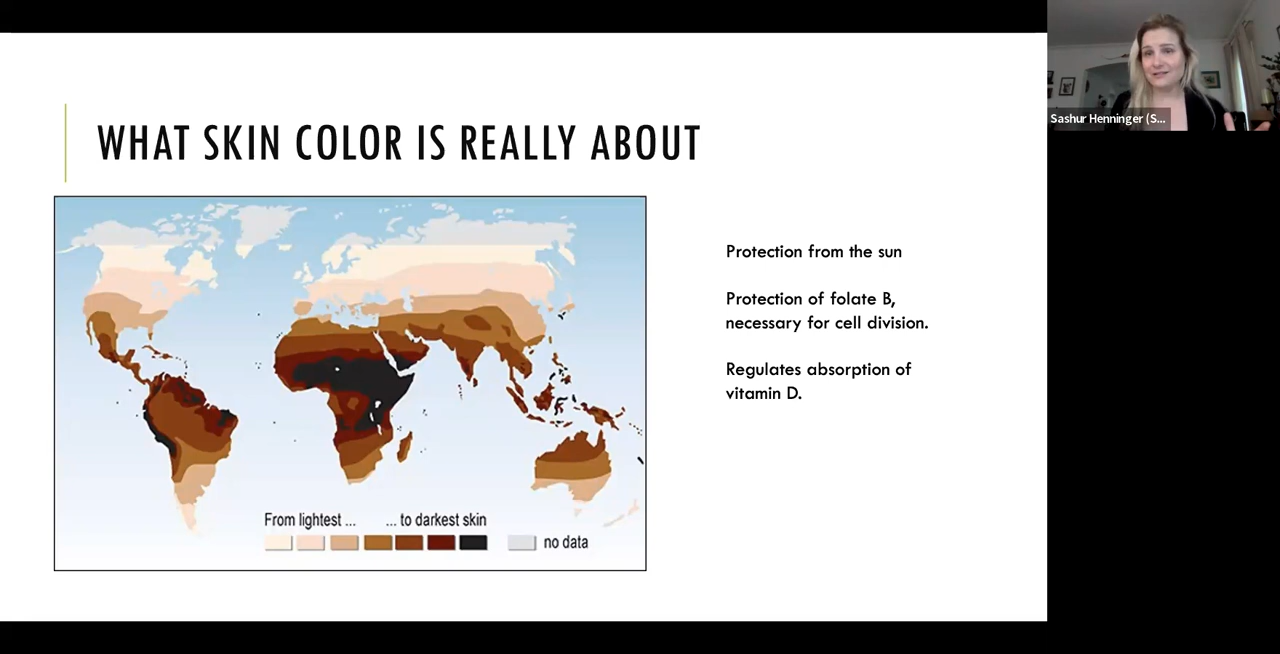 WHAT SKIN COLOR IS REALLY ABOUT
Sashur Henninger (S...
Protection from the sun
Protection of folate B,
necessary for cell division.
Regulates absorption of
vitamin D.
From lightest ... ... to darkest skin
no data